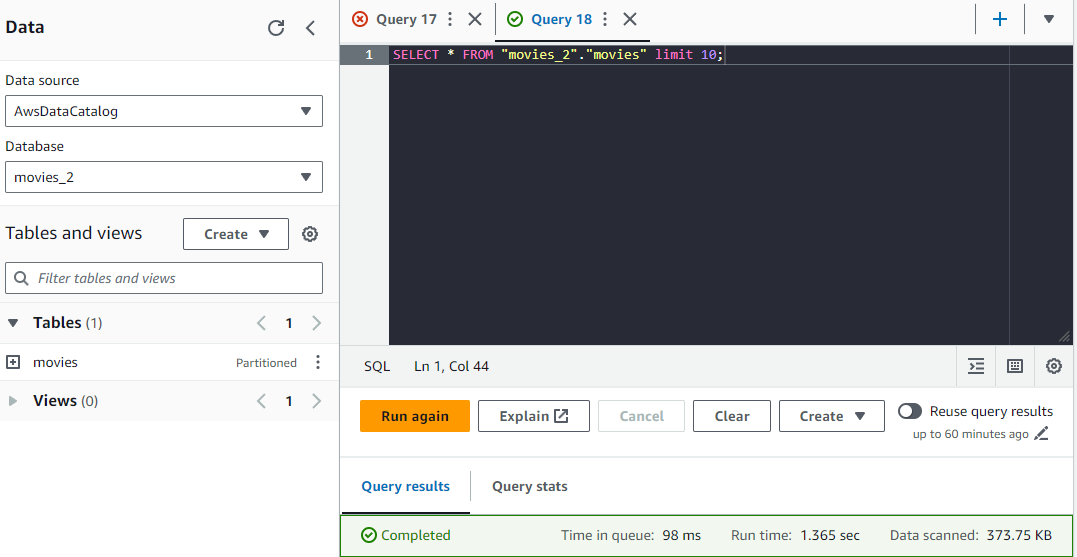 Data
Data source
AwsDataCatalog
Database
movies_2
Tables and views
Create
Filter tables and views
Tables (1)
1
movies
Partitioned
Views (0)
1
Query 17
Query 18
1
SELECT * FROM "movies_2"."movies" limit 10;
SQL
Ln 1, Col 44
Run again
Explain
Cancel
Clear
Create
Reuse query results
up to 60 minutes ago
Query results
Query stats
Completed
Time in queue: 98 ms
Run time: 1.365 sec
Data scanned: 373.75 KB